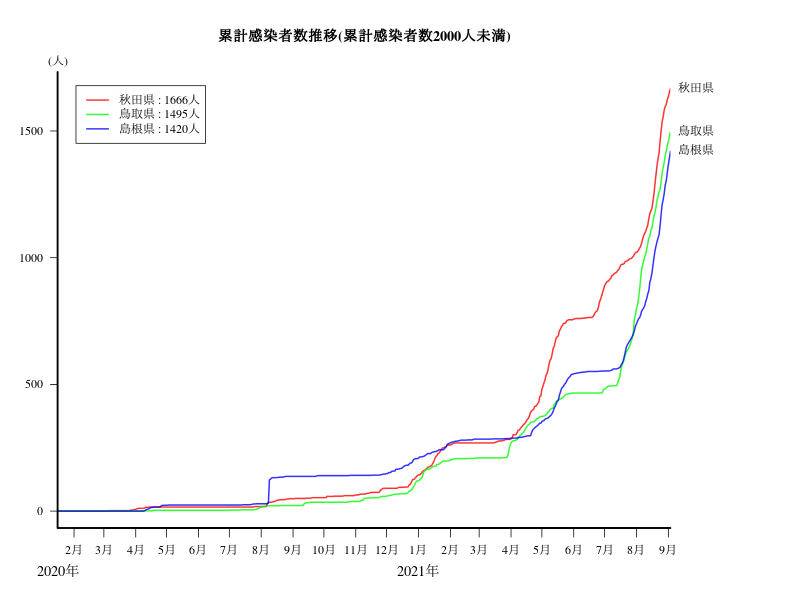 累計感染者数推移(累計感染者数2000人未満)
(人)
秋田県 : 1666人
鳥取県 : 1495人
島根県 : 1420人
秋田県
鳥取県
島根県
1500
1000
500
0
2月 3月 4月 5月 6月 7月 8月 9月 10月 11月 12月 1月 2月 3月 4月 5月 6月 7月 8月 9月
2020年 2021年